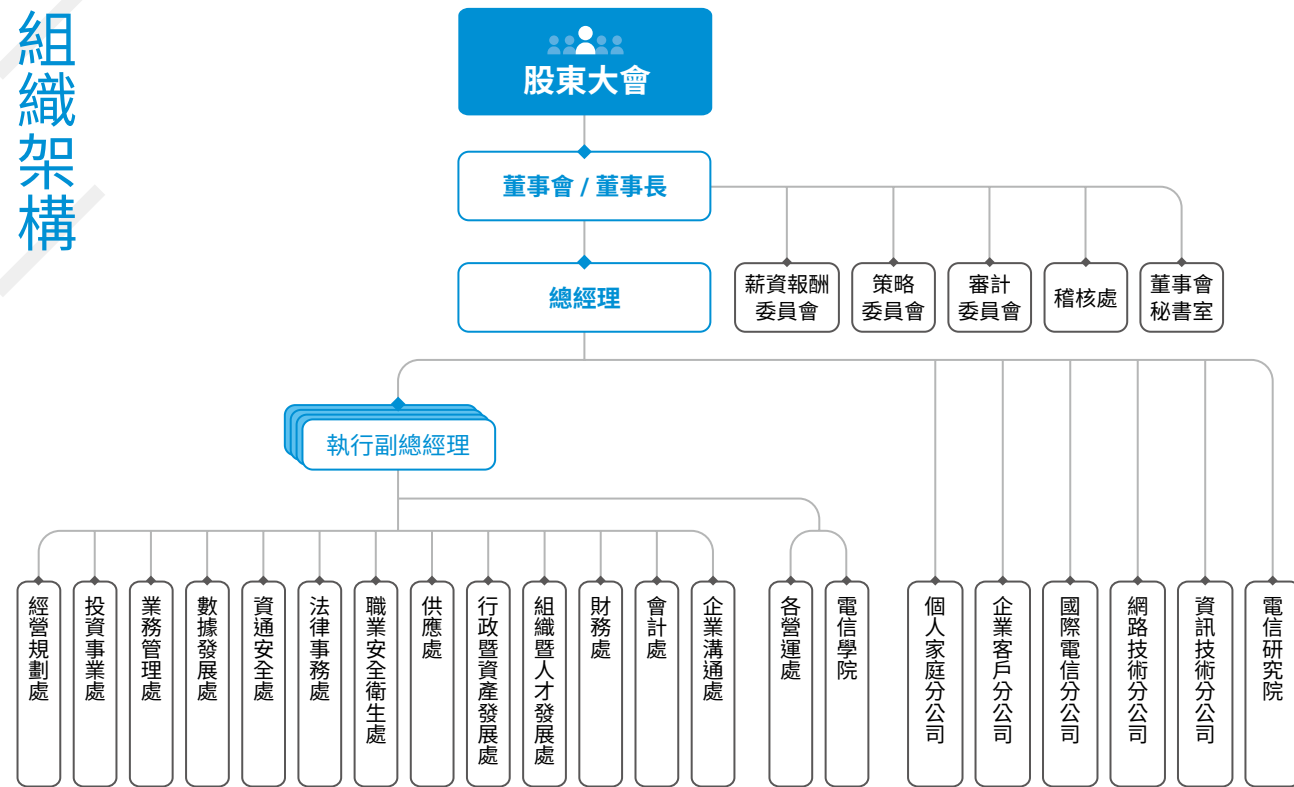 組織架構
股東大會
董事會 / 董事長
總經理
薪資報酬
委員會
策略
委員會
審計
委員會
稽核處
董事會
秘書室
執行副總經理
經營規劃處
投資事業處
業務管理處
數據發展處
資通安全處
法律事務處
職業安全衛生處
供應處
行政暨資產發展處
組織暨人才發展處
財務處
會計處
企業溝通處
各營運處
電信學院
個人家庭分公司
企業客戶分公司
國際電信分公司
網路技術分公司
資訊技術分公司
電信研究院